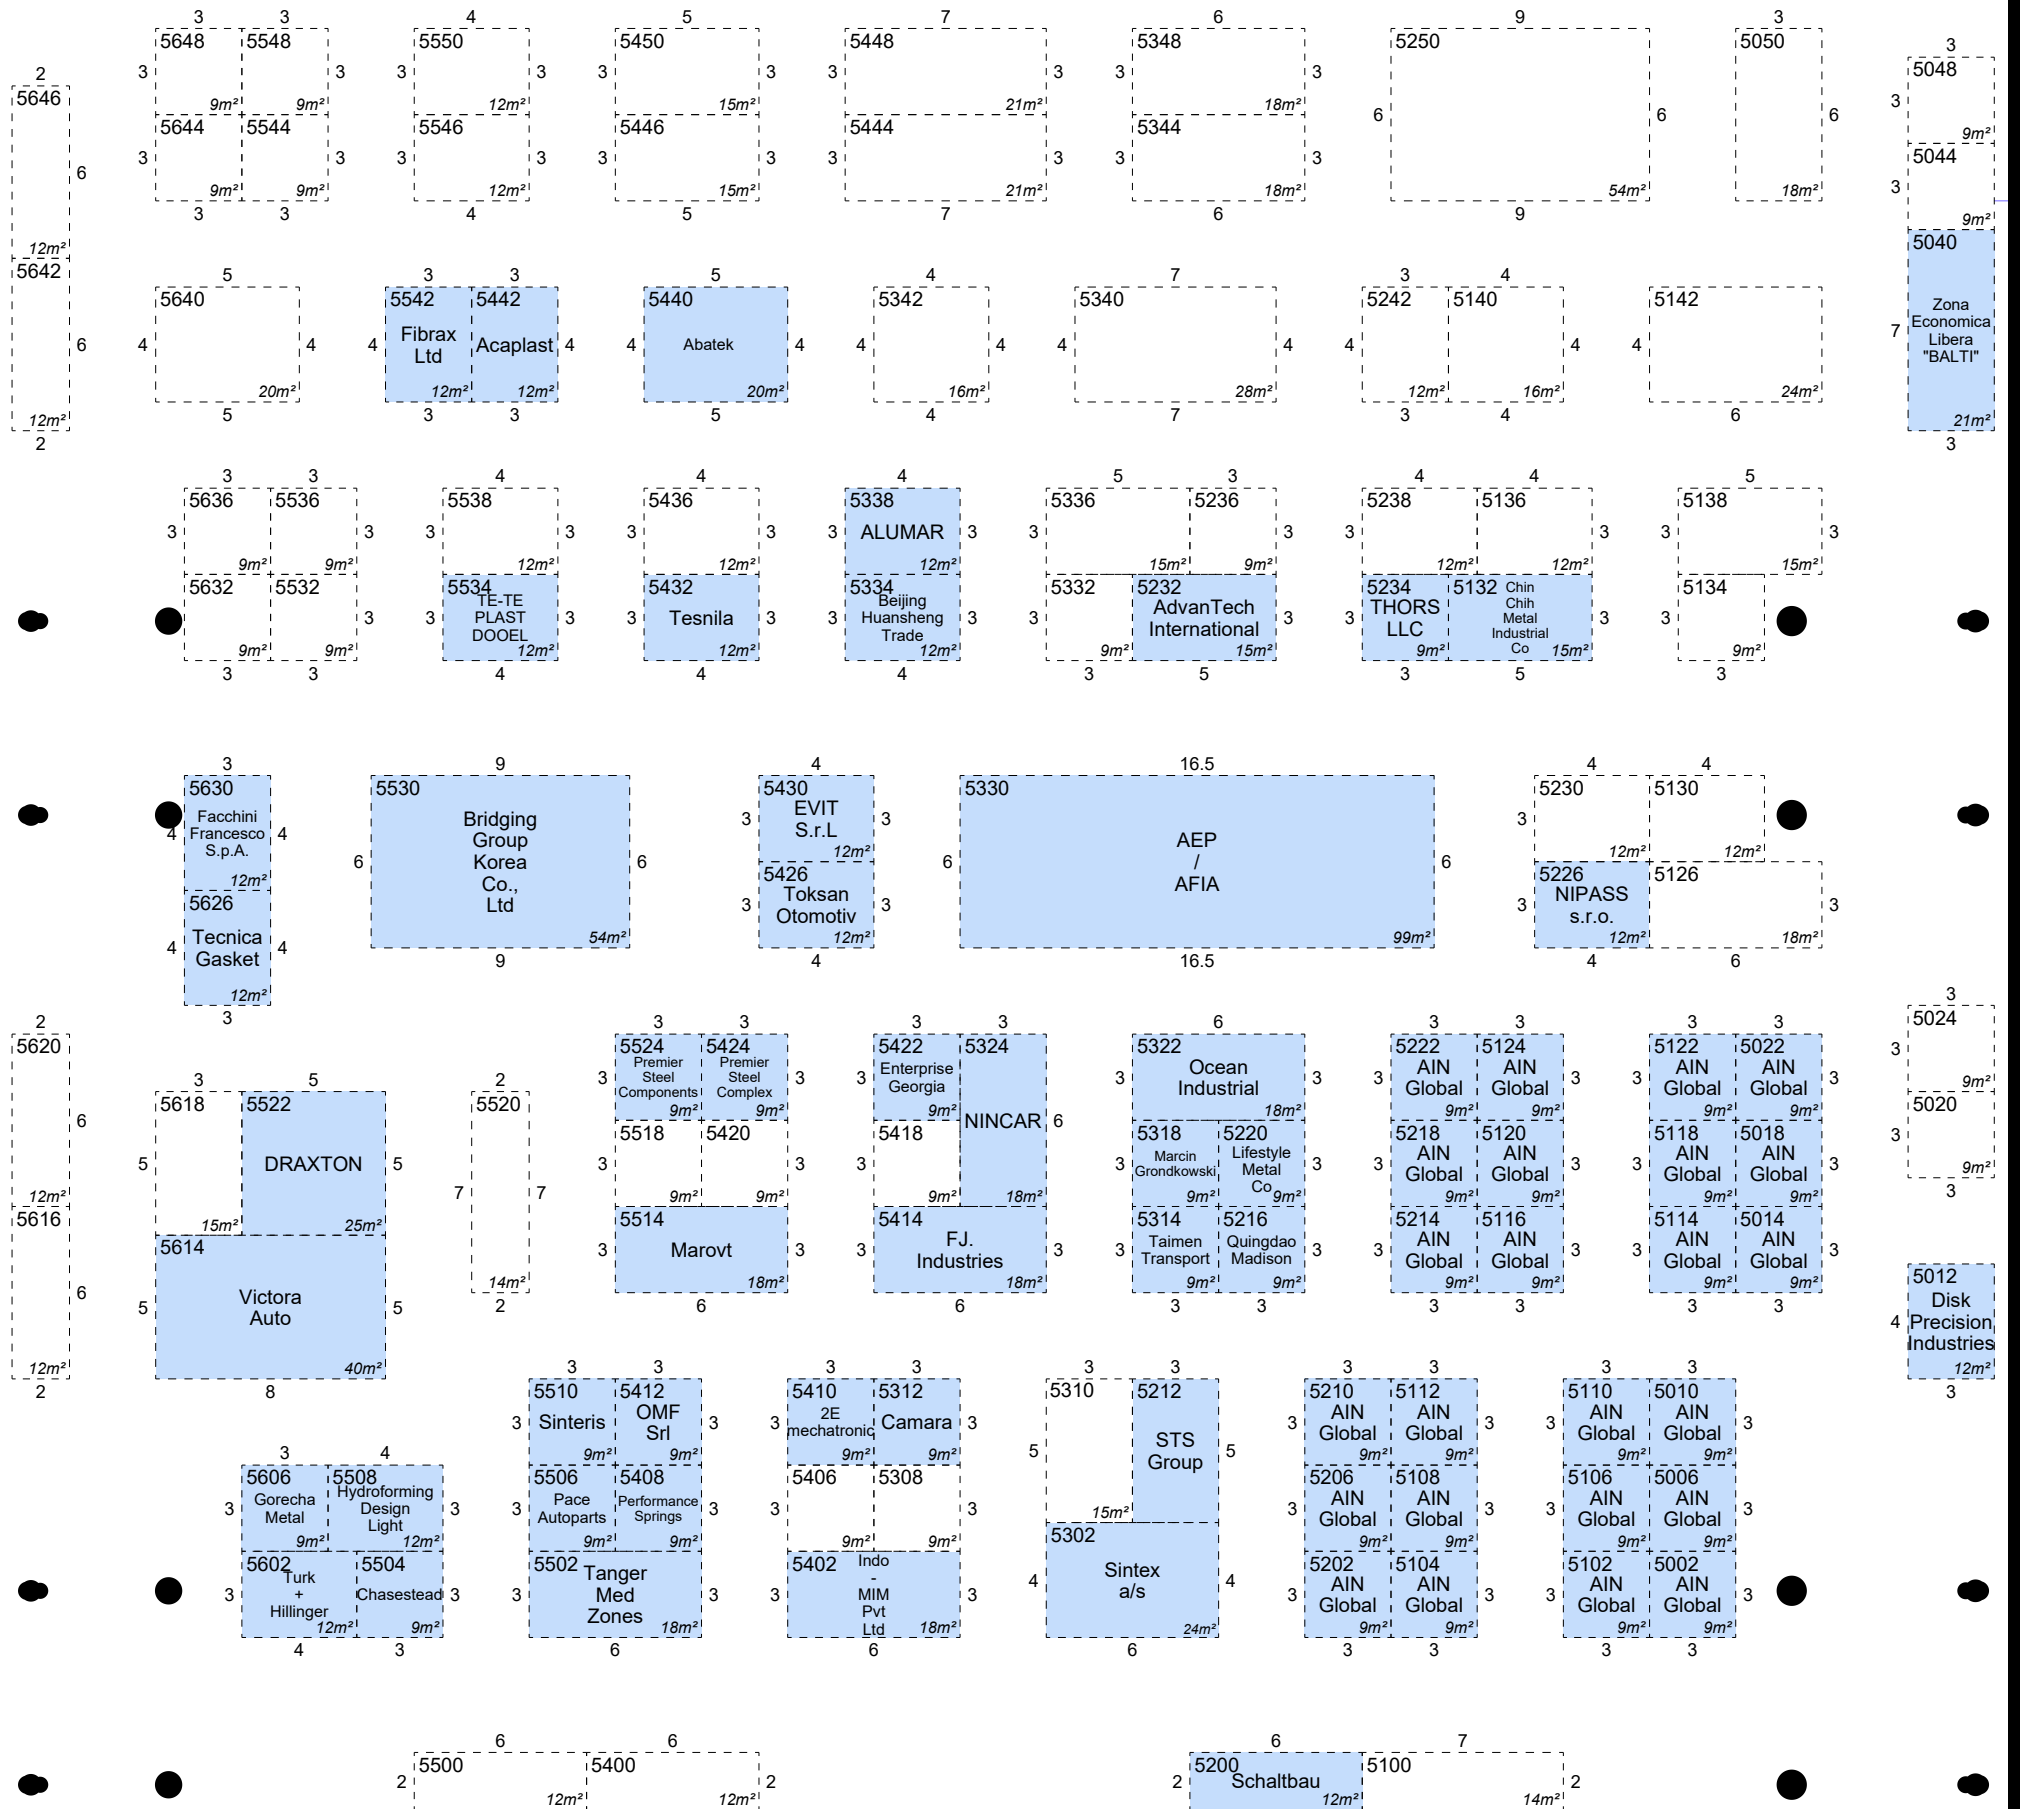 3 3 4 5 7 6 9 3
5648 5548 5550 5450 5448 5348 5250 5050
3 3 3 3 3 3 3 3 3 3 6 6 6
9m² 9m² 12m² 15m² 21m² 18m²
5644 5544 5546 5446 5444 5344
3 3 3 3 3 3 3 3 3 3
9m² 9m² 12m² 15m² 21m² 18m² 54m² 18m²
3 3 4 5 7 6 9
2
5646
6
12m²
5642
6
12m²
2
3
5048
3
9m²
5044
3
9m²
5040
Zona
Economica
Libera
"BALTI"
7
21m²
3
5 3 3 5 4 7 3 4
5640 5542 5442 5440 5342 5340 5242 5140 5142
4 4 4 Fibrax
Ltd
Acaplast 4 4 Abatek 4 4 4 4 4 4 4 4
20m² 12m² 12m² 20m² 16m² 28m² 12m² 16m² 24m²
5 3 3 5 4 7 3 4 6
3 3 4 4 4 5 3 4 4 5
5636 5536 5538 5436 5338 5336 5236 5238 5136 5138
3 3 3 3 3 3 3 ALUMAR 3 3 3 3 3 3 3
9m² 9m² 12m² 12m² 12m² 15m² 9m² 12m² 12m² 15m²
5632 5532
3
9m² 9m²
3 3
5534
TE-TE
PLAST
DOOEL
3 3
12m²
4
5432
Tesnila
3 3
12m²
4
5334
Beijing
Huansheng
Trade
3 3
12m²
4
5332
3
9m²
3
5232
AdvanTech
International
3
15m²
5
5234
THORS
LLC
3
9m²
3
5132
Chin
Chih
Metal
Industrial
Co
3
15m²
5
5134
3
9m²
3
3
5630
Facchini
Francesco
S.p.A.
4 4
12m²
5626
Tecnica
Gasket
4 4
12m²
3
9
5530
Bridging
Group
Korea
Co.,
Ltd
6 6
54m²
9
4
5430
EVIT
S.r.L
3 3
12m²
5426
Toksan
Otomotiv
3 3
12m²
4
16.5
5330
AEP
/
AFIA
6 6
99m²
16.5
4 4
5230 5130
3
12m² 12m²
5226
NIPASS
s.r.o.
3
12m²
4
5126
3
18m²
6
2
5620
6
12m²
5616
6
12m²
2
3 5
5618 5522
5 DRAXTON 5
15m² 25m²
5614
Victora
Auto
5 5
40m²
8
2
5520
7 7
14m²
2
3 3
5524
Premier
Steel
Components
3
9m²
5424
Premier
Steel
Complex
3
9m²
5518 5420
3 3
9m² 9m²
5514
Marovt
3 3
18m²
6
3 3
5422
Enterprise
Georgia
3
9m²
5324
NINCAR
6
18m²
5418
3
9m²
5414
FJ.
Industries
3 3
18m²
6
6
5322
Ocean
Industrial
3 3
18m²
5318
Marcin
Grondkowski
3
9m²
5220
Lifestyle
Metal
Co
3
9m²
5314
Taimen
Transport
3
9m²
5216
Quingdao
Madison
3
9m²
3 3
3 3
5222 5124
AIN AIN
3 Global Global 3
9m² 9m²
5218 5120
AIN AIN
3 Global Global 3
9m² 9m²
5214 5116
AIN AIN
3 Global Global 3
9m² 9m²
3 3
3 3
5122 5022
AIN AIN
3 Global Global 3
9m² 9m²
5118 5018
AIN AIN
3 Global Global 3
9m² 9m²
5114 5014
AIN AIN
3 Global Global 3
9m² 9m²
3 3
3
5024
3
9m²
5020
3
9m²
3
5012
Disk
Precision
Industries
4
12m²
3
3 4
5606
Gorecha
Metal
3
9m²
5508
Hydroforming
Design
Light
3
12m²
5602
Turk
+
Hillinger
3
12m²
5504
Chasestead
3
9m²
4 3
3 3
5510
Sinteris
3
9m²
5412
OMF
Srl
3
9m²
5506
Pace
Autoparts
3
9m²
5408
Performance
Springs
3
9m²
5502
Tanger
Med
Zones
3 3
18m²
6
3 3
5410
2E
mechatronic
3
9m²
5312
Camara
3
9m²
5406 5308
3 3
9m² 9m²
5402
Indo
-
MIM
Pvt
Ltd
3 3
18m²
6
3 3
5310
5
15m²
5212
STS
Group
5
5302
Sintex
a/s
4 4
24m²
6
3 3
5210 5112
AIN AIN
3 Global Global 3
9m² 9m²
5206 5108
AIN AIN
3 Global Global 3
9m² 9m²
5202 5104
AIN AIN
3 Global Global 3
9m² 9m²
3 3
3 3
5110 5010
AIN AIN
3 Global Global 3
9m² 9m²
5106 5006
AIN AIN
3 Global Global 3
9m² 9m²
5102 5002
AIN AIN
3 Global Global 3
9m² 9m²
3 3
6 6
5500 5400
2 2
12m² 12m²
6 7
5200 5100
2 Schaltbau 2
12m² 14m²